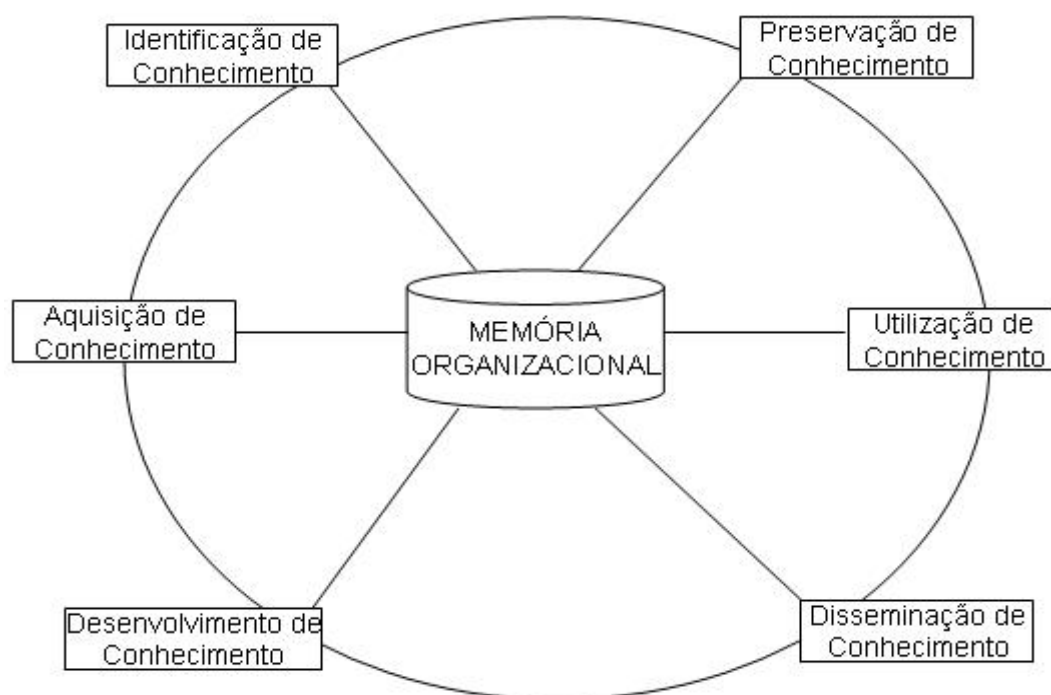 Identificação de
Conhecimento
Preservação de
Conhecimento
Aquisição de
Conhecimento
MEMÓRIA
ORGANIZACIONAL
Utilização de
Conhecimento
Desenvolvimento de
Conhecimento
Disseminação de
Conhecimento